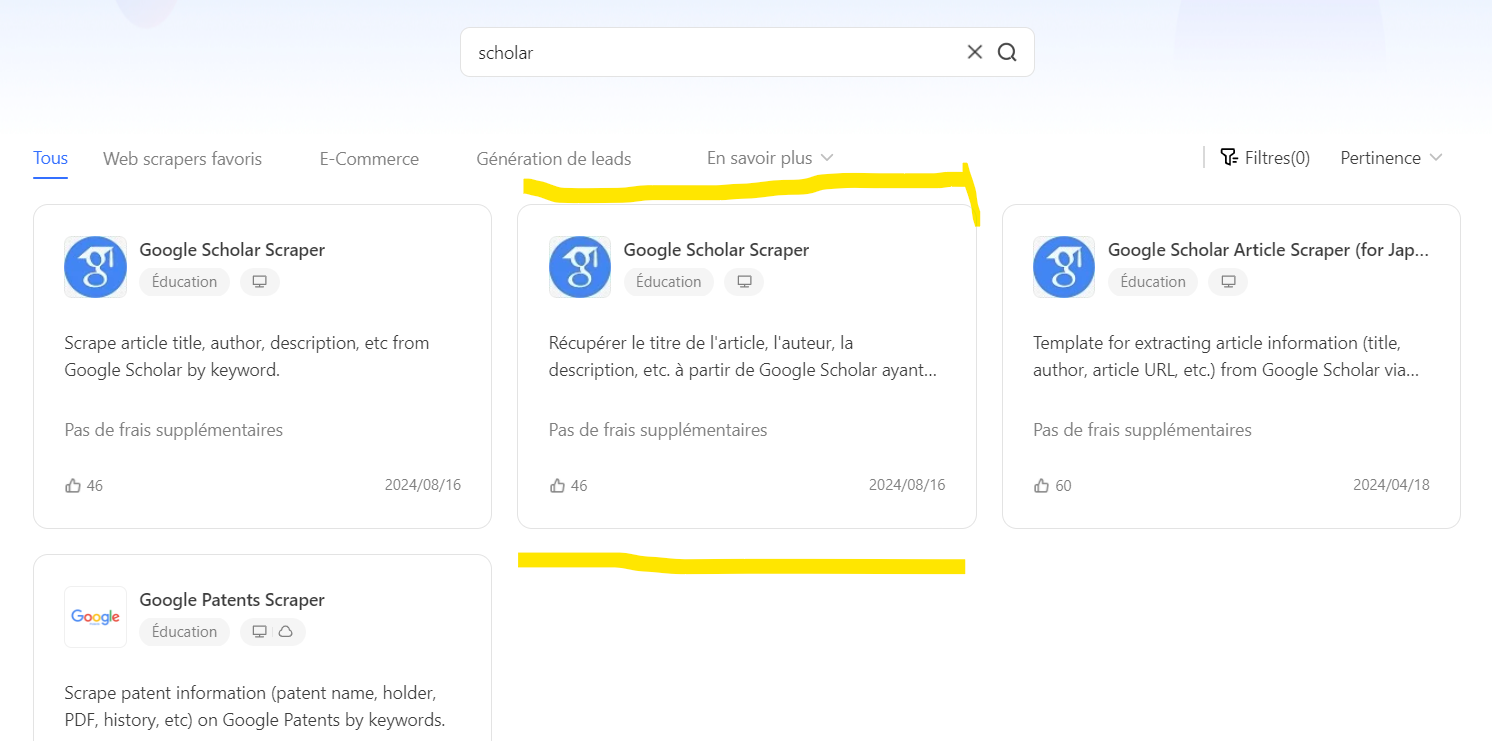 scholar
Tous
Web scrapers favoris
E-Commerce
Génération de leads
En savoir plus
Filtres(0)
Pertinence
Google Scholar Scraper
Éducation
Scrape article title, author, description, etc from
Google Scholar by keyword.
Pas de frais supplémentaires
46
2024/08/16
Google Scholar Scraper
Éducation
Récupérer le titre de l'article, l'auteur, la
description, etc. à partir de Google Scholar ayant...
Pas de frais supplémentaires
46
2024/08/16
Google Scholar Article Scraper (for Jap...
Éducation
Template for extracting article information (title,
author, article URL, etc.) from Google Scholar via...
Pas de frais supplémentaires
60
2024/04/18
Google
Google Patents Scraper
Éducation
Scrape patent information (patent name, holder,
PDF, history, etc) on Google Patents by keywords.